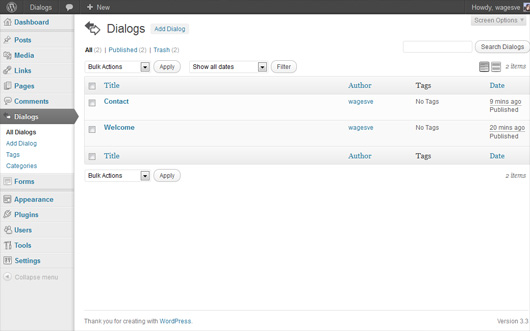 Dialogs + New Howdy, wagesve
Screen Options
Dashboard
Posts
Media
Links
Pages
Comments
Dialogs
All Dialogs
Add Dialog
Tags
Categories
Forms
Appearance
Plugins
Users
Tools
Settings
Collapse menu
Dialogs Add Dialog
All (2) | Published (2) | Trash (2)
Search Dialogs
Bulk Actions Apply Show all dates Filter 2 items
Title Author Tags Date
Contact wagesve No Tags 9 mins ago
Published
Welcome wagesve No Tags 20 mins ago
Published
Title Author Tags Date
Bulk Actions Apply 2 items
Thank you for creating with WordPress. Version 3.3